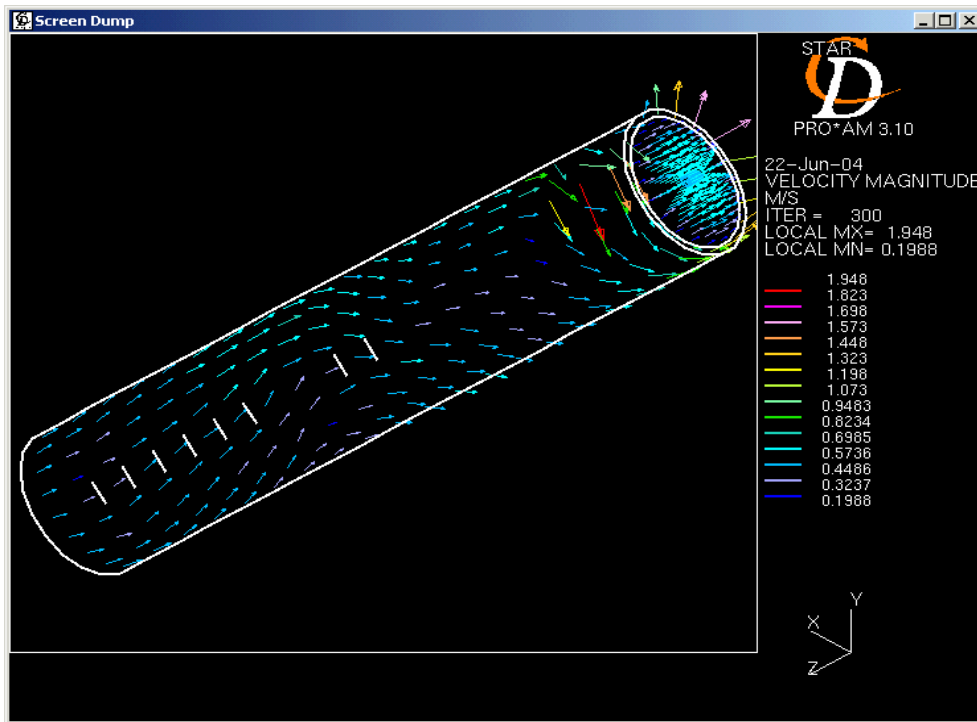 Screen Dump
STAR
CD
PRO*AM 3.10
22-Jun-04
VELOCITY MAGNITUDE
M/S
ITER = 300
LOCAL MX= 1.948
LOCAL MN= 0.1988
1.948
1.823
1.698
1.573
1.448
1.323
1.198
1.073
0.9483
0.8234
0.6985
0.5736
0.4486
0.3237
0.1988
Y
X
Z